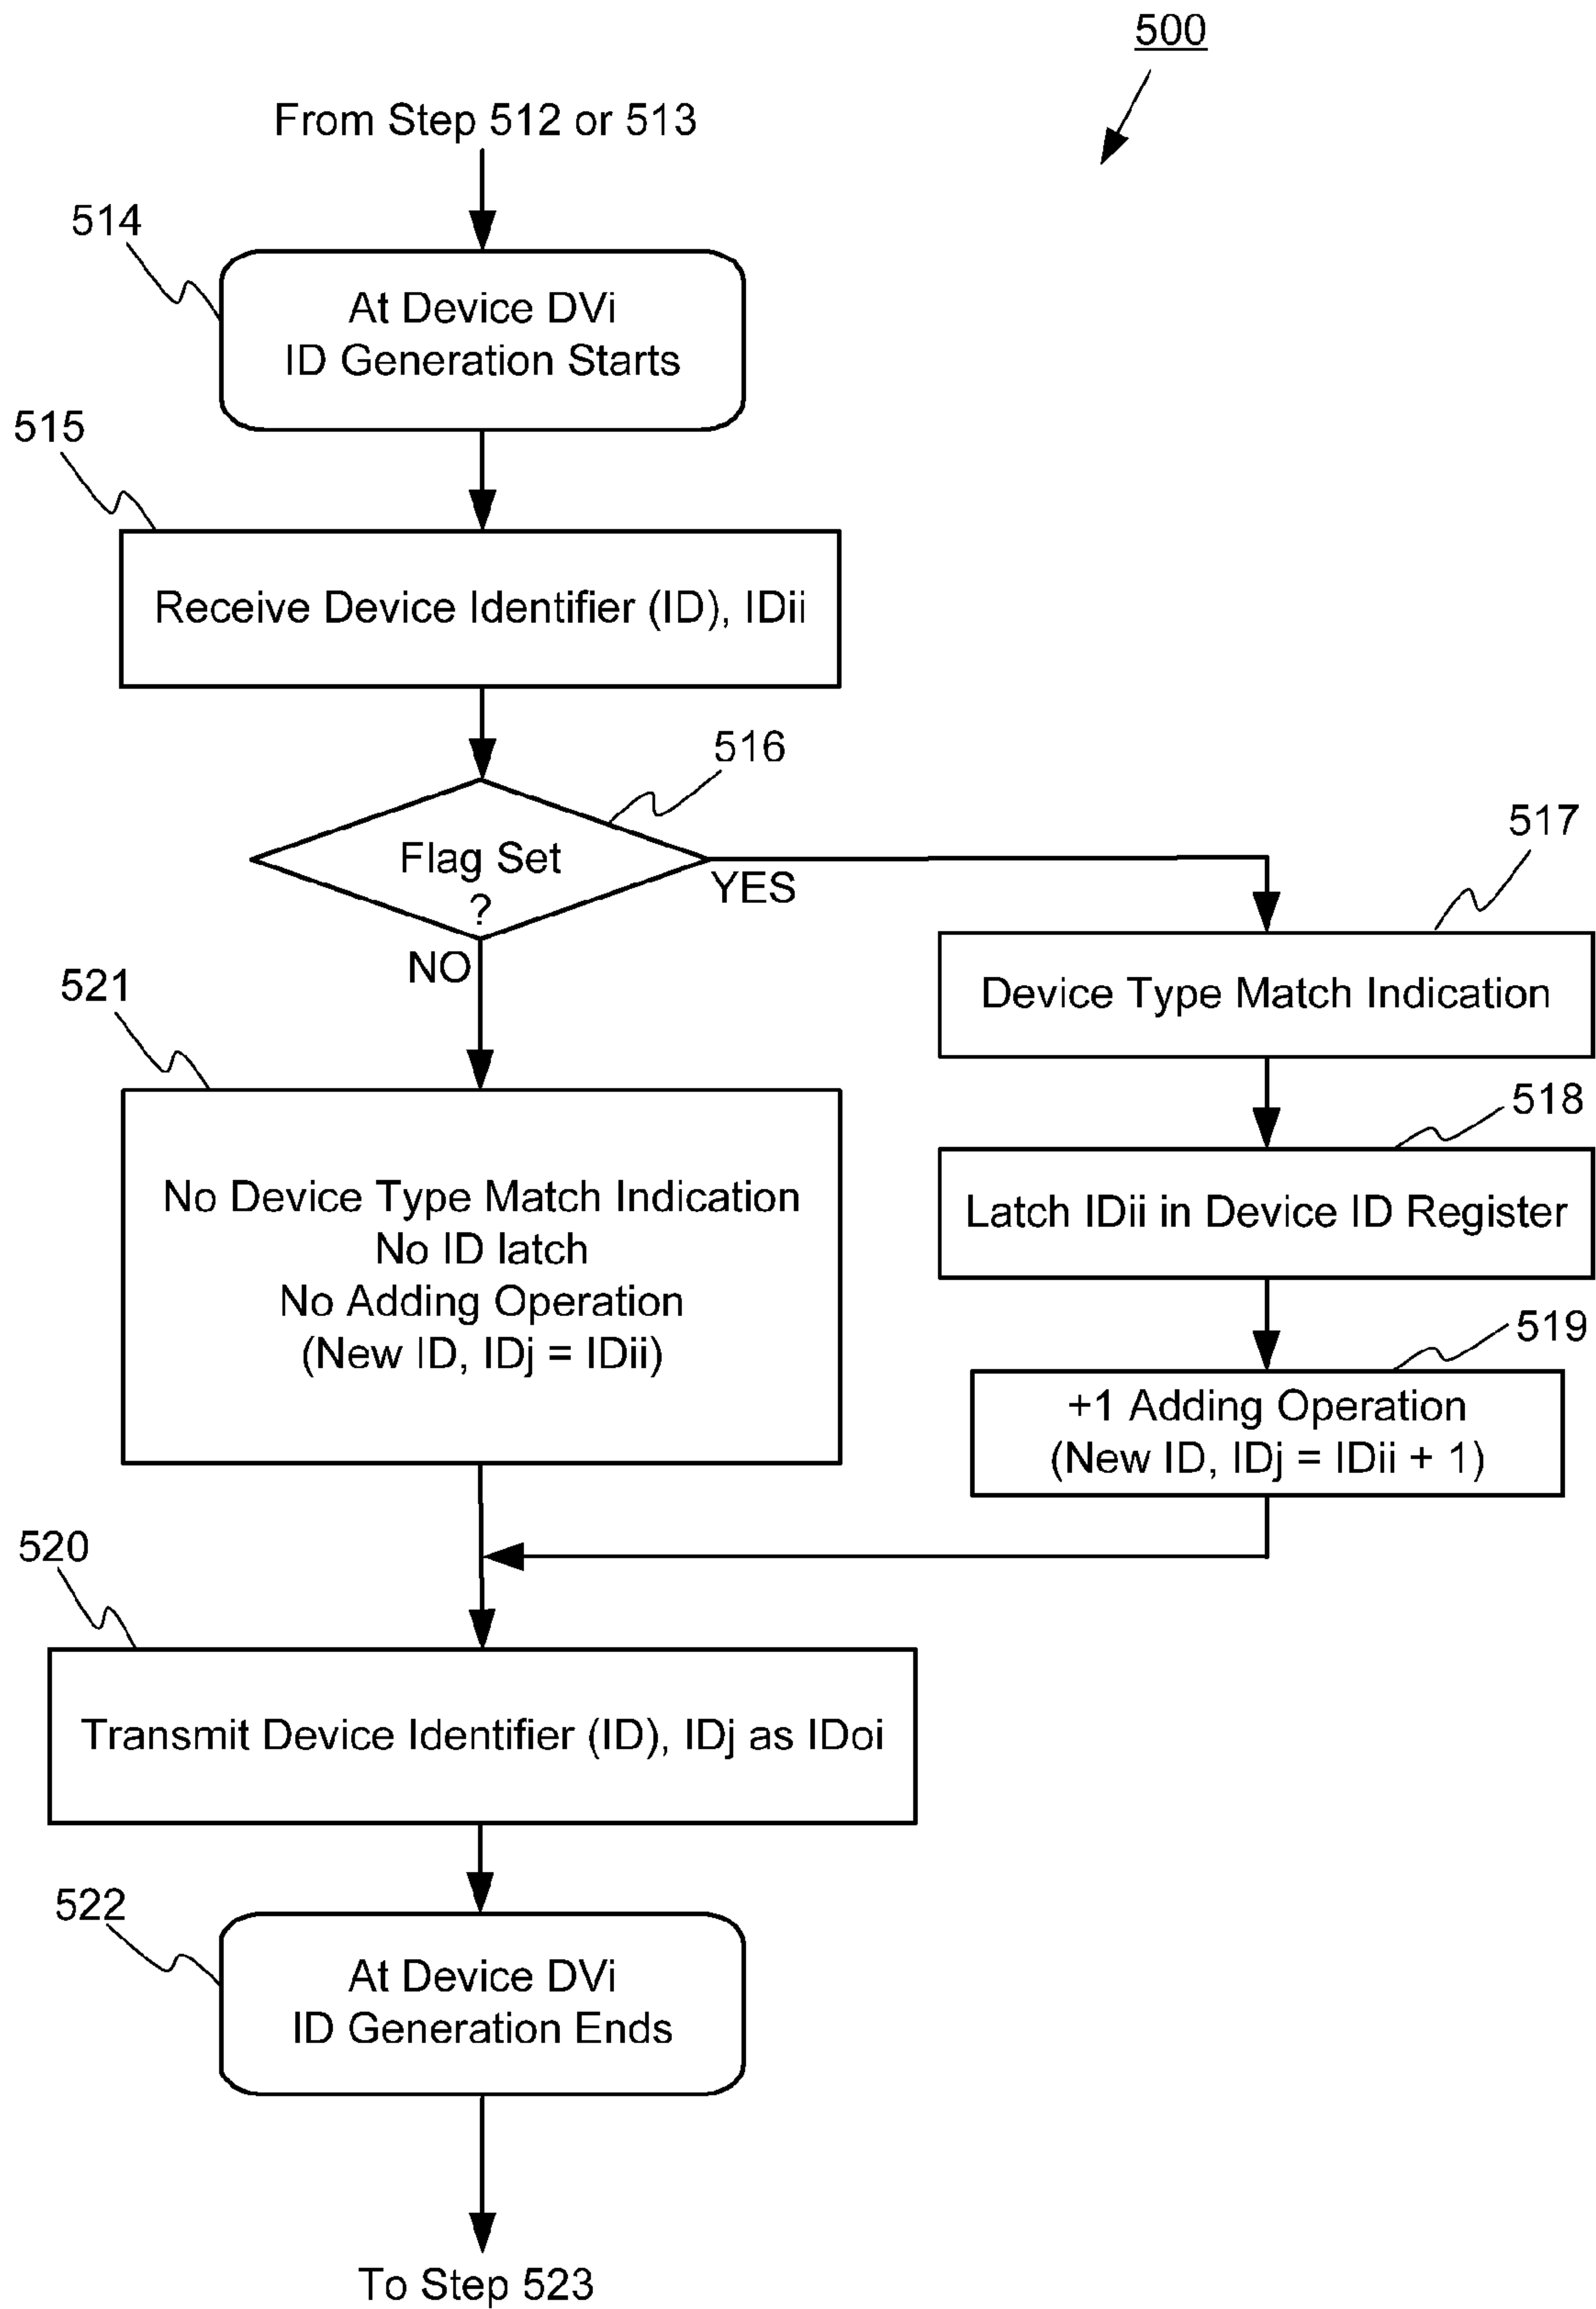 500
From Step 512 or 513
514
At Device DVi
ID Generation Starts
515
Receive Device Identifier (ID), IDii
516
Flag Set
?
YES
NO
517
Device Type Match Indication
518
Latch IDii in Device ID Register
519
+1 Adding Operation
(New ID, IDj = IDii + 1)
521
No Device Type Match Indication
No ID latch
No Adding Operation
(New ID, IDj = IDii)
520
Transmit Device Identifier (ID), IDj as IDoi
522
At Device DVi
ID Generation Ends
To Step 523